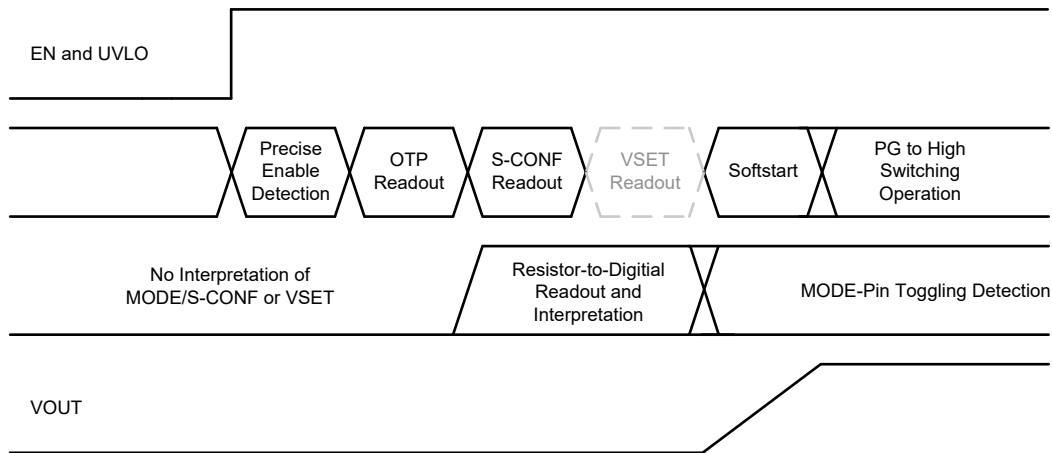 EN and UVLO
Precise
Enable
Detection
OTP
Readout
S-CONF
Readout
VSET
Readout
Softstart
PG to High
Switching
Operation
No Interpretation of
MODE/S-CONF or VSET
Resistor-to-Digitial
Readout and
Interpretation
MODE-Pin Toggling Detection
VOUT